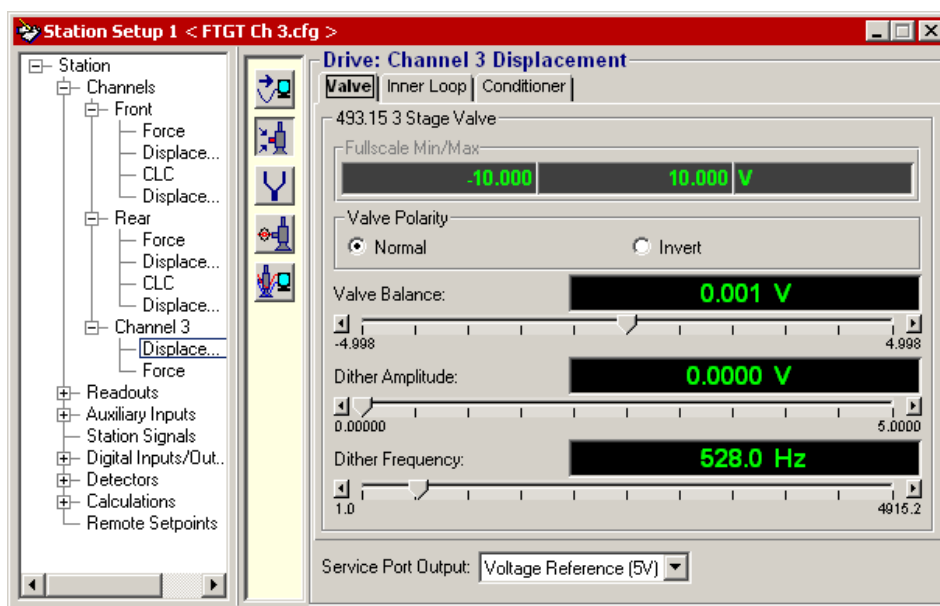 Station Setup 1 < FTGT Ch 3.cfg >
Station
Channels
Front
Force
Displace...
CLC
Displace...
Rear
Force
Displace...
CLC
Displace...
Channel 3
Displace...
Force
Readouts
Auxiliary Inputs
Station Signals
Digital Inputs/Out..
Detectors
Calculations
Remote Setpoints
Drive: Channel 3 Displacement
Valve Inner Loop Conditioner
493.15 3 Stage Valve
Fullscale Min/Max
-10.000 10.000 V
Valve Polarity
Normal Invert
Valve Balance: 0.001 V
-4.998 4.998
Dither Amplitude: 0.0000 V
0.00000 5.0000
Dither Frequency: 528.0 Hz
1.0 4915.2
Service Port Output: Voltage Reference (5V)